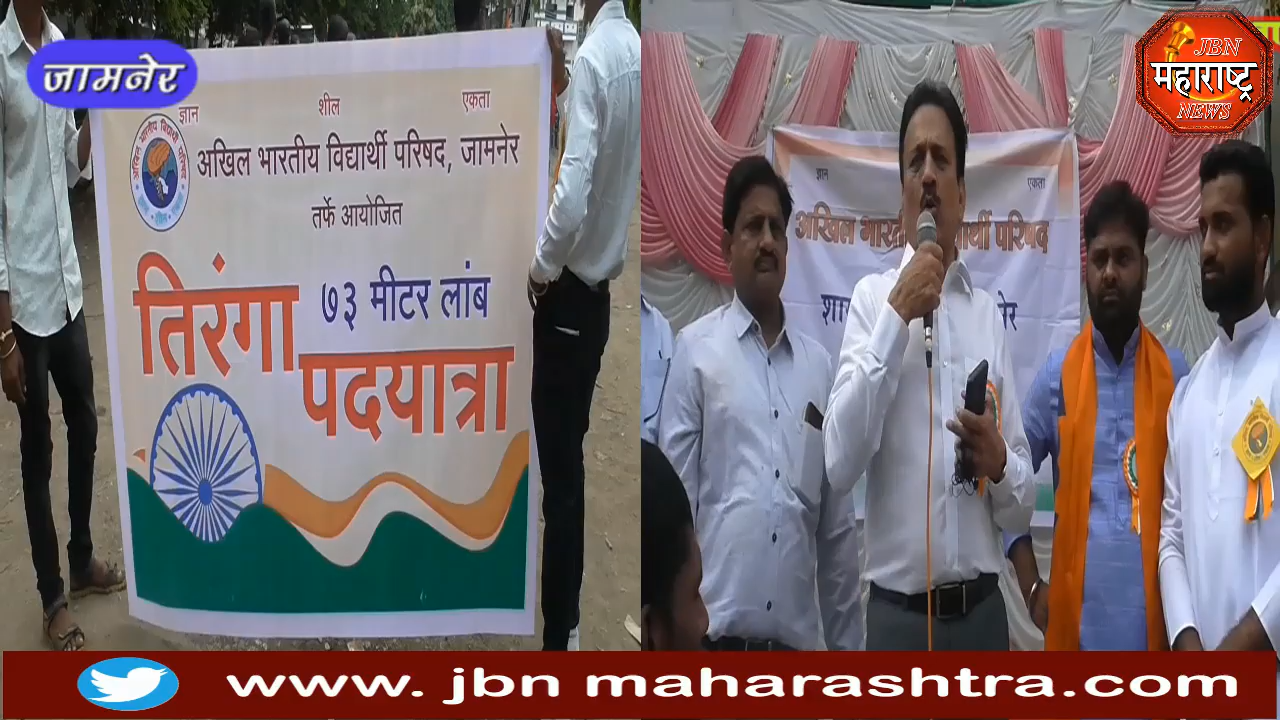 जामनेर
ज्ञान शील एकता
अखिल भारतीय विद्यार्थी परिषद, जामनेर
तर्फे आयोजित
तिरंगा ७३ मीटर लांब
पदयात्रा
JBN
महाराष्ट्र
NEWS
ज्ञान एकता
अखिल परिषद
www. jbn maharashtra.com